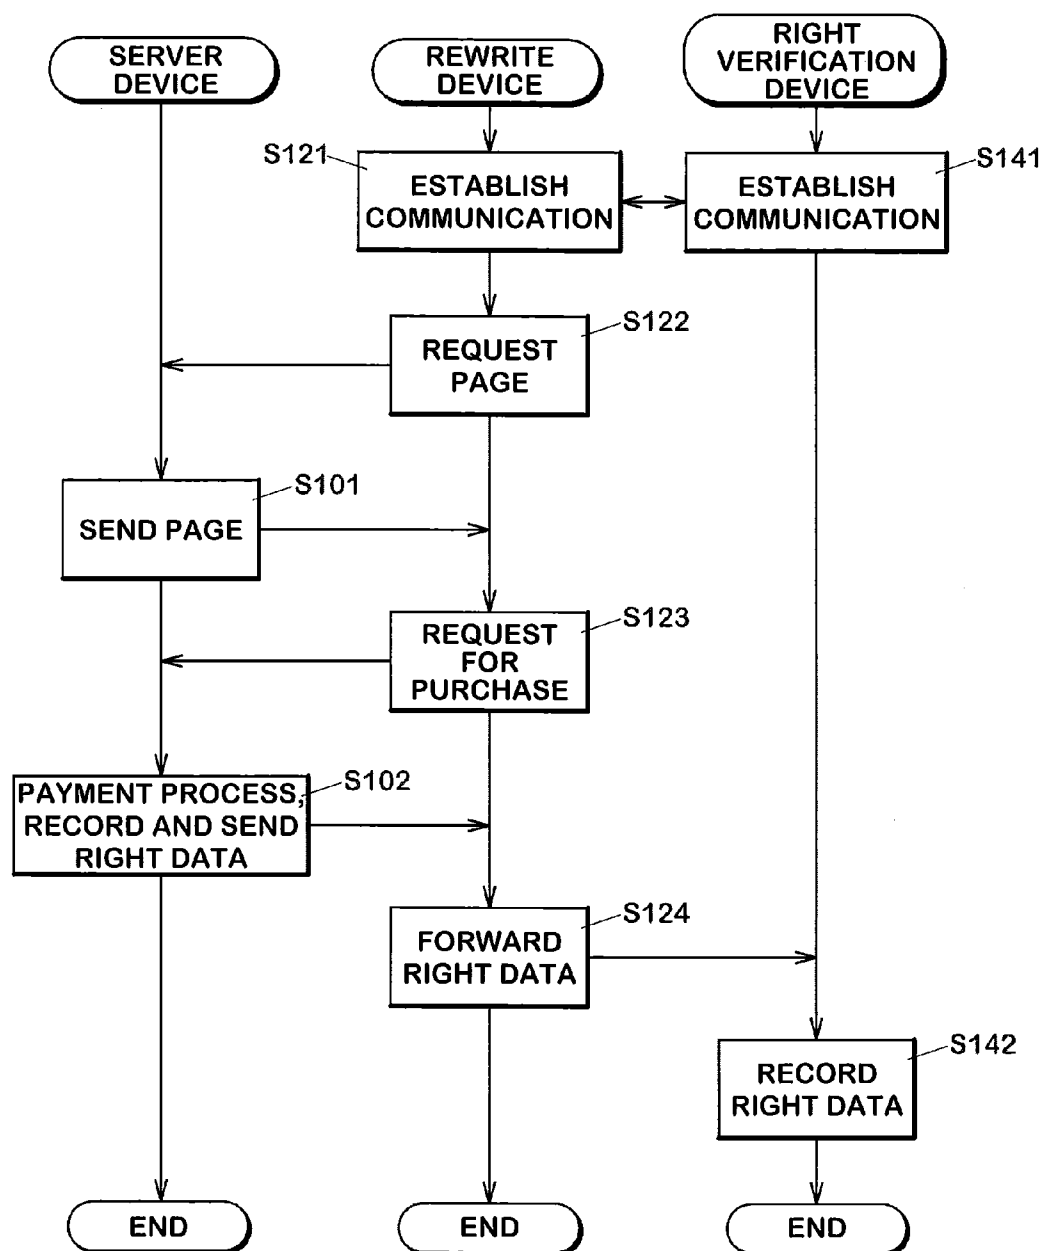 SERVER
DEVICE
REWRITE
DEVICE
RIGHT
VERIFICATION
DEVICE
S121
ESTABLISH
COMMUNICATION
S141
ESTABLISH
COMMUNICATION
S122
REQUEST
PAGE
S101
SEND PAGE
S123
REQUEST
FOR
PURCHASE
S102
PAYMENT PROCESS,
RECORD AND SEND
RIGHT DATA
S124
FORWARD
RIGHT DATA
S142
RECORD
RIGHT DATA
END
END
END